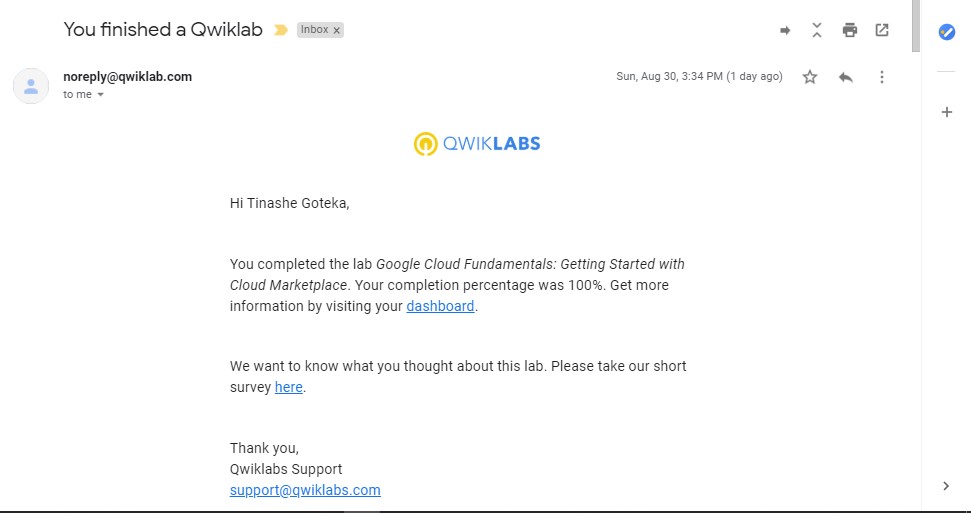 You finished a Qwiklab
Inbox x
noreply@qwiklab.com
Sun, Aug 30, 3:34 PM (1 day ago)
to me
QWIKLABS
Hi Tinashe Goteka,
You completed the lab Google Cloud Fundamentals: Getting Started with
Cloud Marketplace. Your completion percentage was 100%. Get more
information by visiting your dashboard.
We want to know what you thought about this lab. Please take our short
survey here.
Thank you,
Qwiklabs Support
support@qwiklabs.com